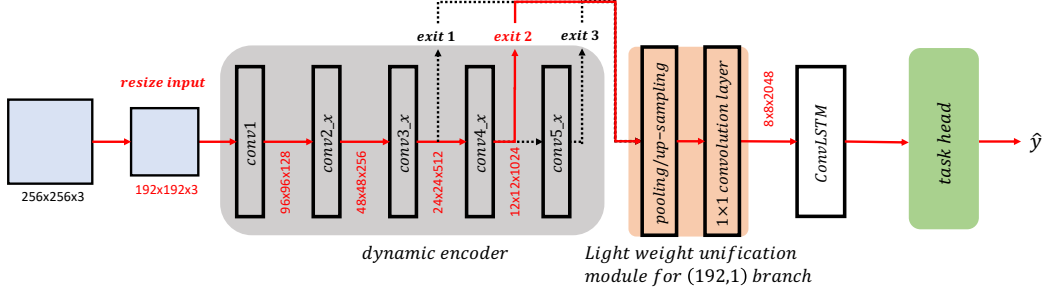 exit 1
exit 2
exit 3
resize input
256x256x3
192x192x3
conv1
96x96x128
conv2_x
48x48x256
conv3_x
24x24x512
conv4_x
12x12x1024
conv5_x
dynamic encoder
pooling/up-sampling
1×1 convolution layer
Light weight unification
module for (192,1) branch
8x8x2048
ConvLSTM
task head
ŷ